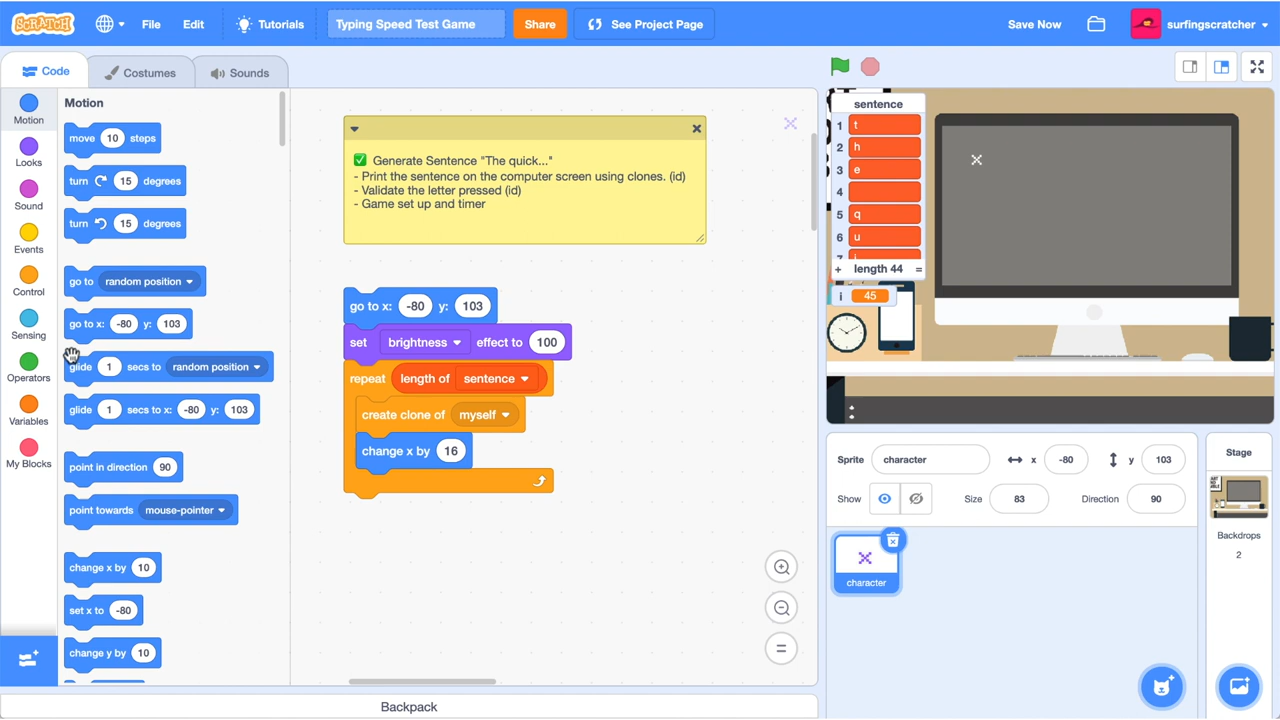 SCRATCH File Edit Tutorials Typing Speed Test Game Share See Project Page Save Now surfingscratcher
Code Costumes Sounds
Motion
Looks
Sound
Events
Control
Sensing
Operators
Variables
My Blocks
Motion
move 10 steps
turn 15 degrees
turn 15 degrees
go to random position
go to x: -80 y: 103
glide 1 secs to random position
glide 1 secs to x: -80 y: 103
point in direction 90
point towards mouse-pointer
change x by 10
set x to -80
change y by 10
✅ Generate Sentence "The quick..."
- Print the sentence on the computer screen using clones. (id)
- Validate the letter pressed (id)
- Game set up and timer
go to x: -80 y: 103
set brightness effect to 100
repeat length of sentence
create clone of myself
change x by 16
Backpack
sentence
1 t
2 h
3 e
4
5 q
6 u
7 i
+ length 44 =
i 45
Sprite character x -80 y 103
Show Size 83 Direction 90
character
Stage
Backdrops
2